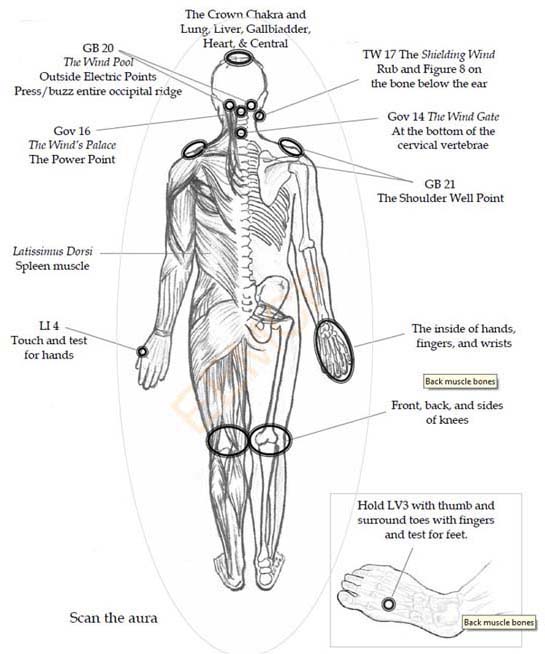 The Crown Chakra and
Lung, Liver, Gallbladder,
Heart, & Central
GB 20
The Wind Pool
Outside Electric Points
Press/buzz entire occipital ridge
TW 17 The Shielding Wind
Rub and Figure 8 on
the bone below the ear
Gov 16
The Wind's Palace
The Power Point
Gov 14 The Wind Gate
At the bottom of the
cervical vertebrae
GB 21
The Shoulder Well Point
Latissimus Dorsi
Spleen muscle
LI 4
Touch and test
for hands
The inside of hands,
fingers, and wrists
Back muscle bones
Front, back, and sides
of knees
Hold LV3 with thumb and
surround toes with fingers
and test for feet.
Back muscle bones
Scan the aura